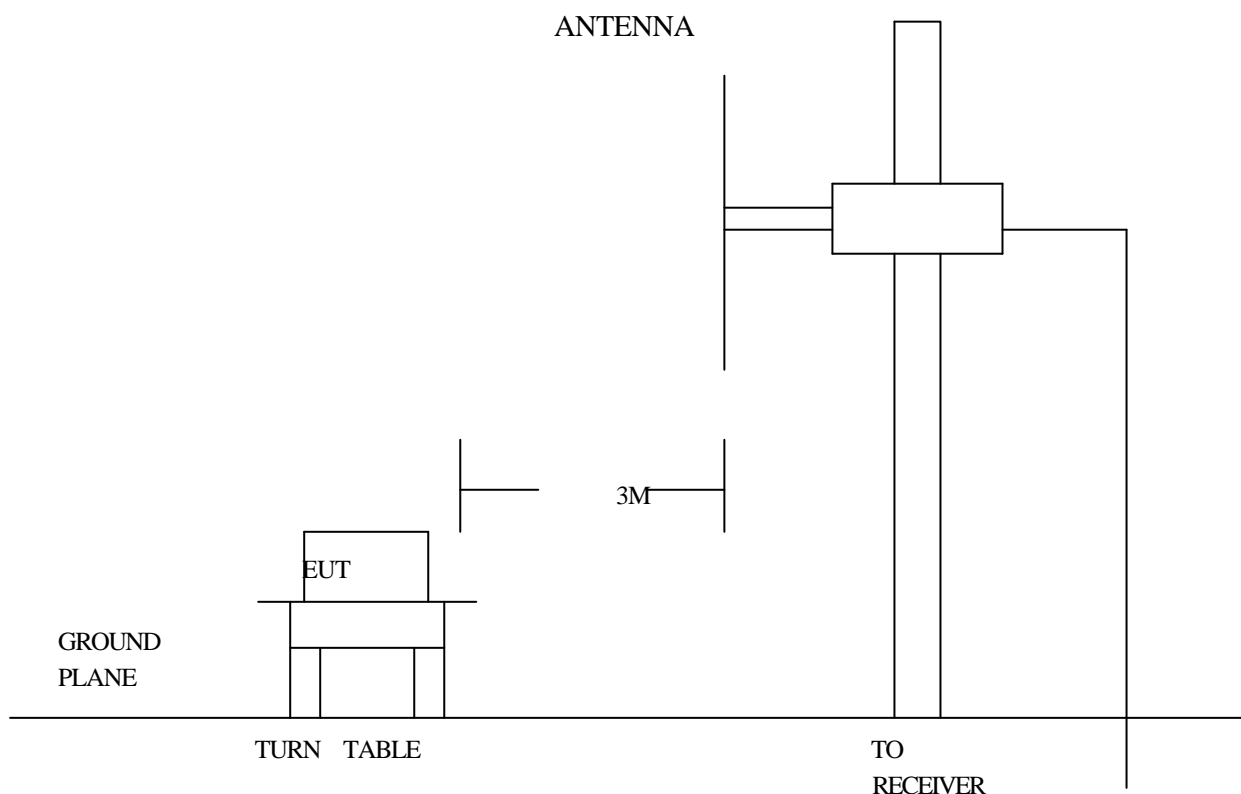 ANTENNA
3M
EUT
GROUND
PLANE
TURN TABLE
TO
RECEIVER